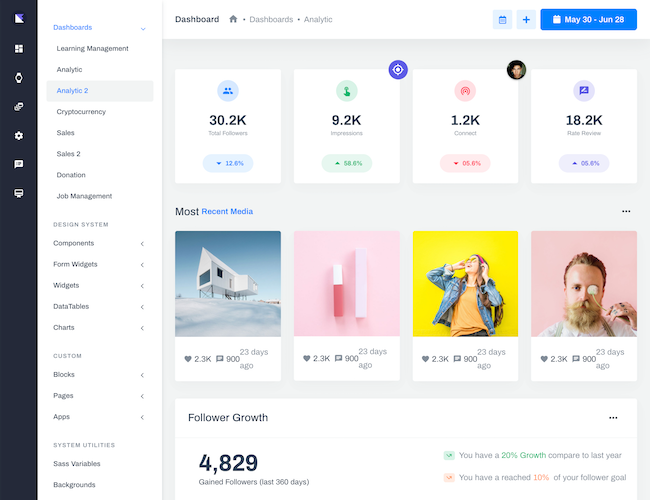 Dashboards
Learning Management
Analytic
Analytic 2
Cryptocurrency
Sales
Sales 2
Donation
Job Management
DESIGN SYSTEM
Components
Form Widgets
Widgets
DataTables
Charts
CUSTOM
Blocks
Pages
Apps
SYSTEM UTILITIES
Sass Variables
Backgrounds
Dashboard • Dashboards • Analytic
May 30 - Jun 28
30.2K
Total Followers
12.6%
9.2K
Impressions
58.6%
1.2K
Connect
05.6%
18.2K
Rate Review
05.6%
Most Recent Media
2.3K 900 23 days
ago
2.3K 900 23 days
ago
2.3K 900 23 days
ago
2.3K 900 23 days
ago
Follower Growth
4,829
Gained Followers (last 360 days)
You have a 20% Growth compare to last year
You have a reached 10% of your follower goal